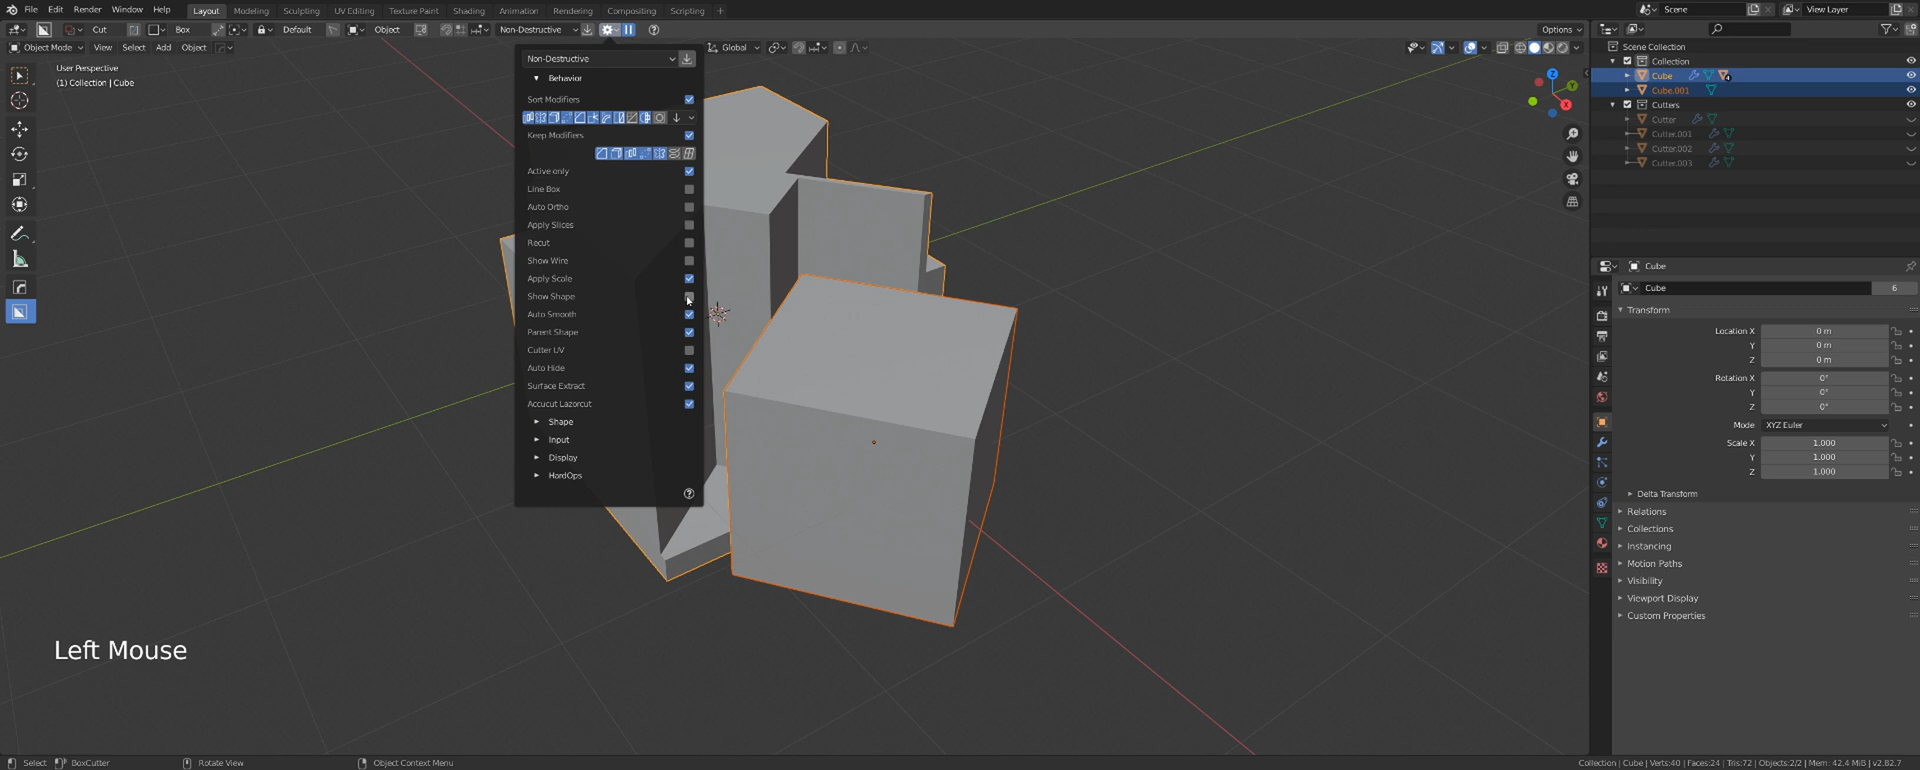 File Edit Render Window Help Layout Modeling Sculpting UV Editing Texture Paint Shading Animation Rendering Compositing Scripting + Scene View Layer
Cut Box Default Object Non-Destructive Options
Object Mode View Select Add Object Global
User Perspective
(1) Collection | Cube
Non-Destructive
Behavior
Sort Modifiers
Keep Modifiers
Active only
Line Box
Auto Ortho
Apply Slices
Recut
Show Wire
Apply Scale
Show Shape
Auto Smooth
Parent Shape
Cutter UV
Auto Hide
Surface Extract
Accucut Lazorcut
Shape
Input
Display
HardOps
Z
Y
X
Scene Collection
Collection
Cube 4
Cube.001
Cutters
Cutter
Cutter.001
Cutter.002
Cutter.003
Cube
Cube 6
Transform
Location X 0 m
Y 0 m
Z 0 m
Rotation X 0°
Y 0°
Z 0°
Mode XYZ Euler
Scale X 1.000
Y 1.000
Z 1.000
Delta Transform
Relations
Collections
Instancing
Motion Paths
Visibility
Viewport Display
Custom Properties
Left Mouse
Select BoxCutter Rotate View Object Context Menu Collection | Cube | Verts:40 | Faces:24 | Tris:72 | Objects:2/2 | Mem: 42.4 MiB | v2.82.7